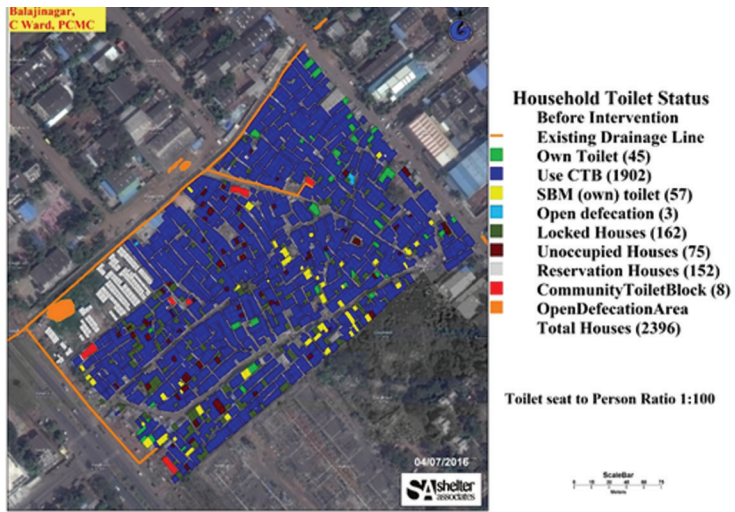 Balajinagar,
C Ward, PCMC
Household Toilet Status
Before Intervention
Existing Drainage Line
Own Toilet (45)
Use CTB (1902)
SBM (own) toilet (57)
Open defecation (3)
Locked Houses (162)
Unoccupied Houses (75)
Reservation Houses (152)
CommunityToiletBlock (8)
OpenDefecationArea
Total Houses (2396)
Toilet seat to Person Ratio 1:100
04/07/2016
SA shelter
associates
ScaleBar
Meters